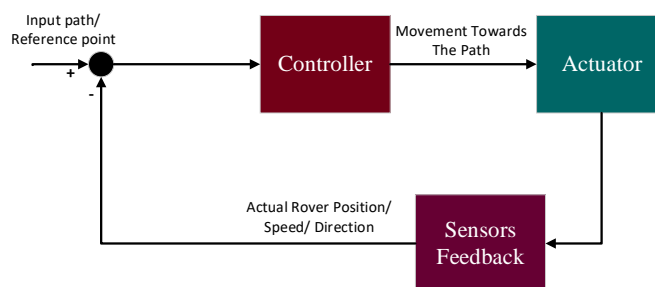 Input path/
Reference point
+
-
Controller
Movement Towards
The Path
Actuator
Actual Rover Position/
Speed/ Direction
Sensors
Feedback